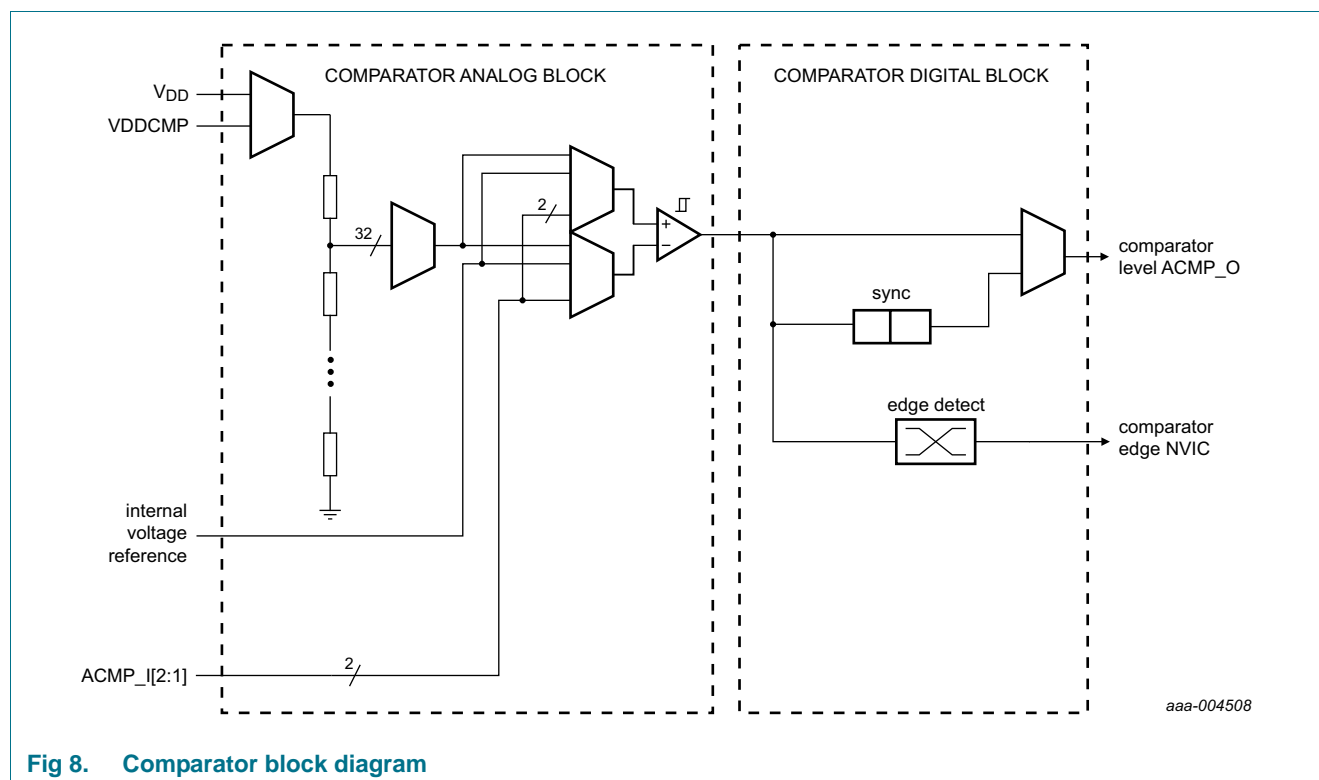 COMPARATOR ANALOG BLOCK
COMPARATOR DIGITAL BLOCK
VDD
VDDCMP
32
2
+
−
sync
edge detect
comparator
level ACMP_O
comparator
edge NVIC
internal
voltage
reference
ACMP_I[2:1]
2
aaa-004508
Fig 8. Comparator block diagram